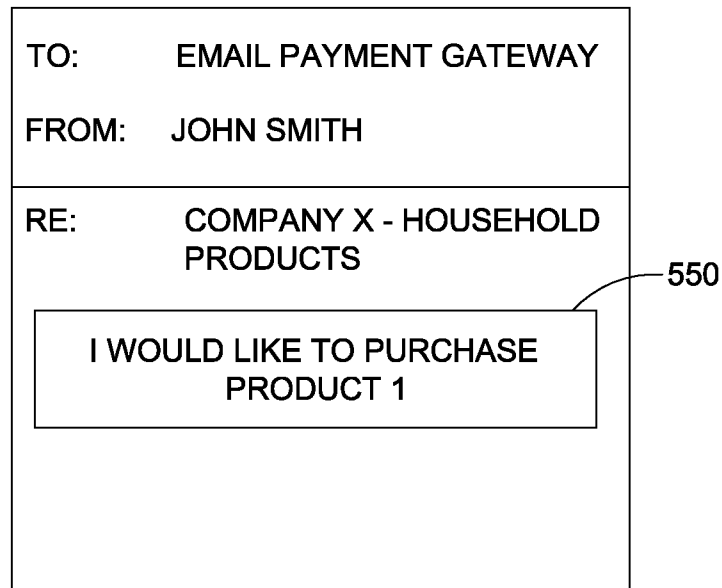 TO: EMAIL PAYMENT GATEWAY
FROM: JOHN SMITH
RE: COMPANY X - HOUSEHOLD
PRODUCTS
550
I WOULD LIKE TO PURCHASE
PRODUCT 1